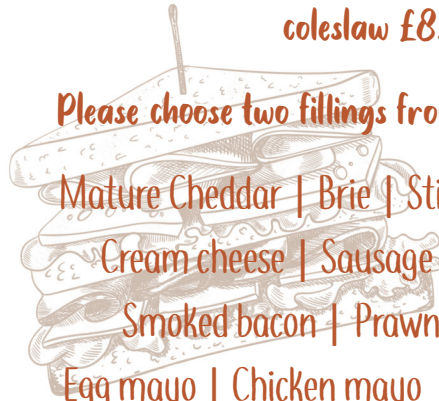 coleslaw £8
Please choose two fillings fro
Mature Cheddar | Brie | Sti
Cream cheese | Sausage
Smoked bacon | Prawn
Egg mayo | Chicken mayo